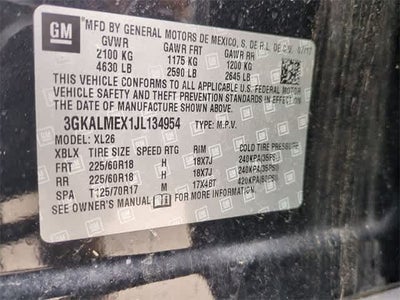 GM
MFD BY GENERAL MOTORS DE MEXICO, S. DE R.L. DE C.V. 07/17
GVWR GAWR FRT GAWR RR
2100 KG 1175 KG 1200 KG
4630 LB 2590 LB 2645 LB
THIS VEHICLE CONFORMS TO ALL APPLICABLE U.S. FEDERAL MOTOR
VEHICLE SAFETY AND THEFT PREVENTION STANDARDS IN EFFECT ON
THE DATE OF MANUFACTURE SHOWN ABOVE.
3GKALMEX1JL134954 TYPE: M.P.V.
MODEL: XL26
XBLX TIRE SIZE SPEED RTG RIM COLD TIRE PRESSURE
FRT 225/60R18 H 18X7J 240KPA(35PSI)
RR 225/60R18 H 18X7J 240KPA(35PSI)
SPA T125/70R17 M 17X4BT 420KPA(60PSI)
SEE OWNER'S MANUAL FOR MORE INFORMATION.